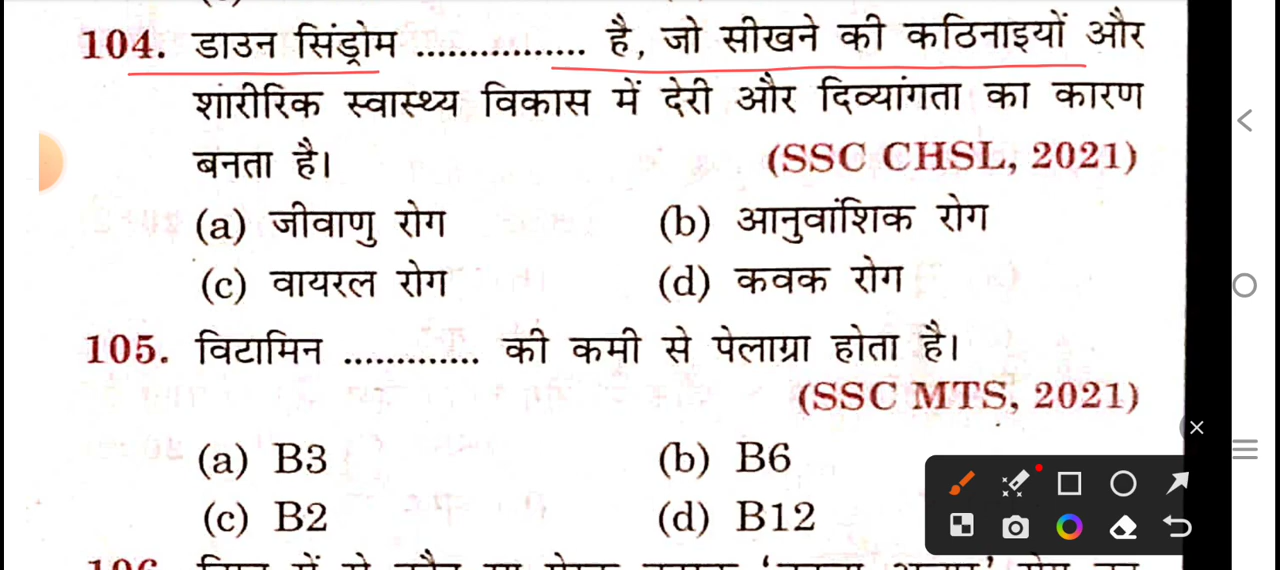 104. डाउन सिंड्रोम ................ है, जो सीखने की कठिनाइयों और
शारीरिक स्वास्थ्य विकास में देरी और दिव्यांगता का कारण
बनता है। (SSC CHSL, 2021)
(a) जीवाणु रोग (b) आनुवांशिक रोग
(c) वायरल रोग (d) कवक रोग
105. विटामिन ............. की कमी से पेलाग्रा होता है।
(SSC MTS, 2021)
(a) B3 (b) B6
(c) B2 (d) B12